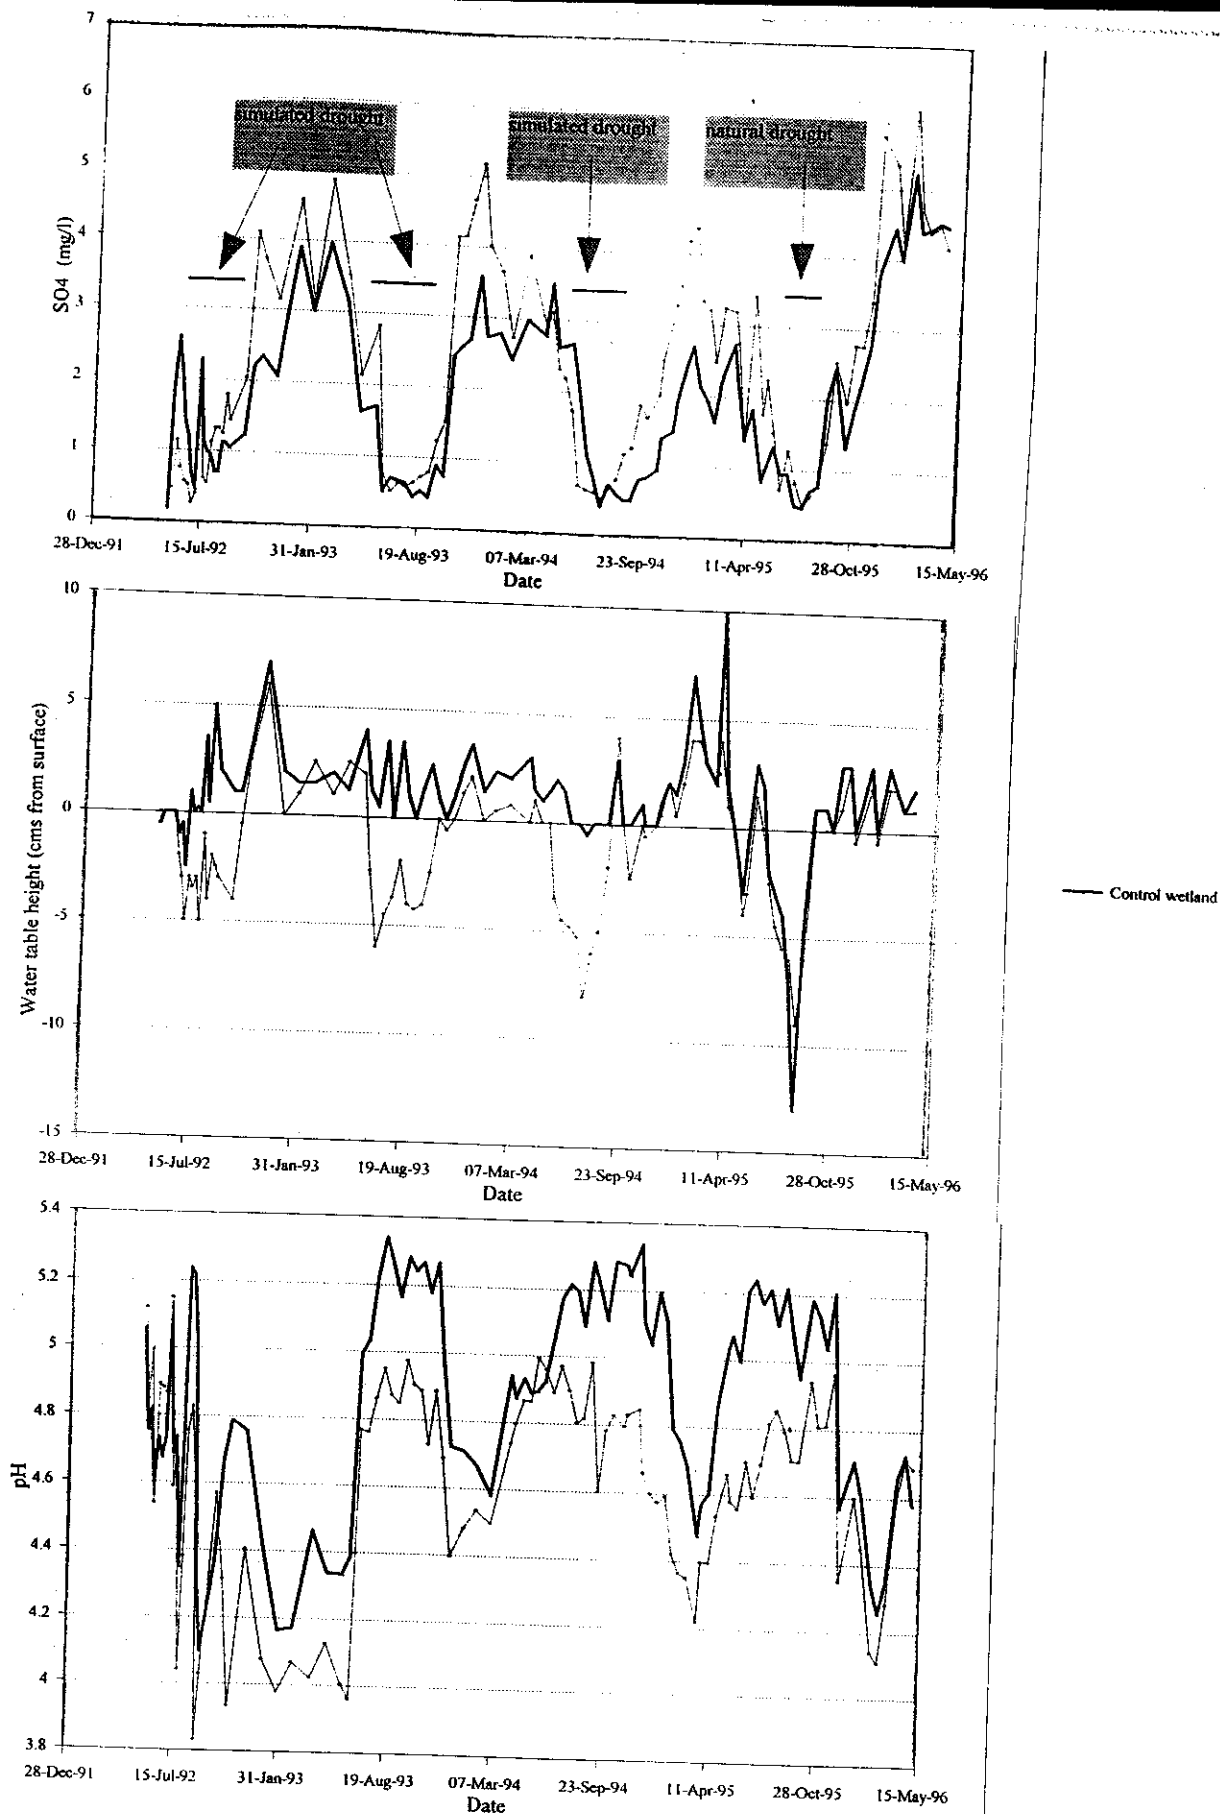 7
6
simulated drought
simulated drought
natural drought
5
4
SO4 (mg/l)
3
2
1
0
28-Dec-91
15-Jul-92
31-Jan-93
19-Aug-93
07-Mar-94
23-Sep-94
11-Apr-95
28-Oct-95
15-May-96
Date
10
5
Water table height (cms from surface)
0
-5
Control wetland
-10
-15
28-Dec-91
15-Jul-92
31-Jan-93
19-Aug-93
07-Mar-94
23-Sep-94
11-Apr-95
28-Oct-95
15-May-96
Date
5.4
5.2
5
4.8
4.6
pH
4.4
4.2
4
3.8
28-Dec-91
15-Jul-92
31-Jan-93
19-Aug-93
07-Mar-94
23-Sep-94
11-Apr-95
28-Oct-95
15-May-96
Date